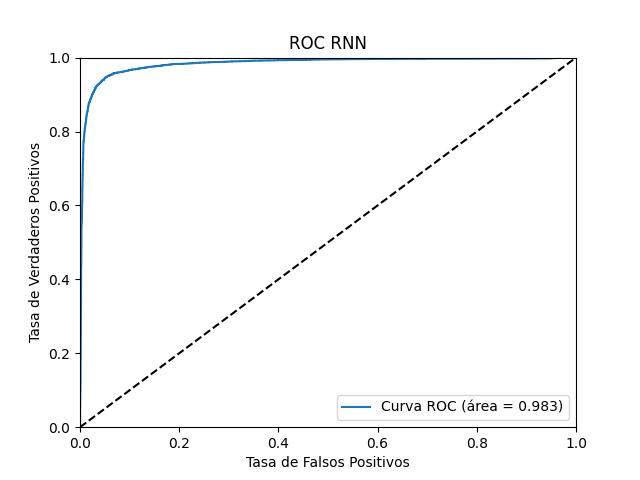 ROC RNN
1.0
0.8
0.6
0.4
0.2
0.0
Tasa de Verdaderos Positivos
Curva ROC (área = 0.983)
0.0 0.2 0.4 0.6 0.8 1.0
Tasa de Falsos Positivos